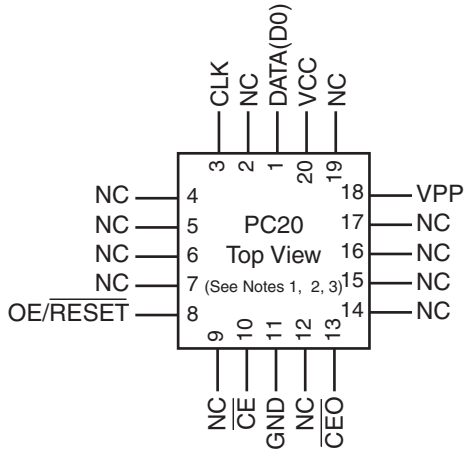 CLK
NC
DATA(D0)
VCC
NC
3
2
1
20
19
NC 4
NC 5
NC 6
NC 7
OE/RESET 8
PC20
Top View
(See Notes 1, 2, 3)
18 VPP
17 NC
16 NC
15 NC
14 NC
9
10
11
12
13
NC
CE
GND
NC
CEO